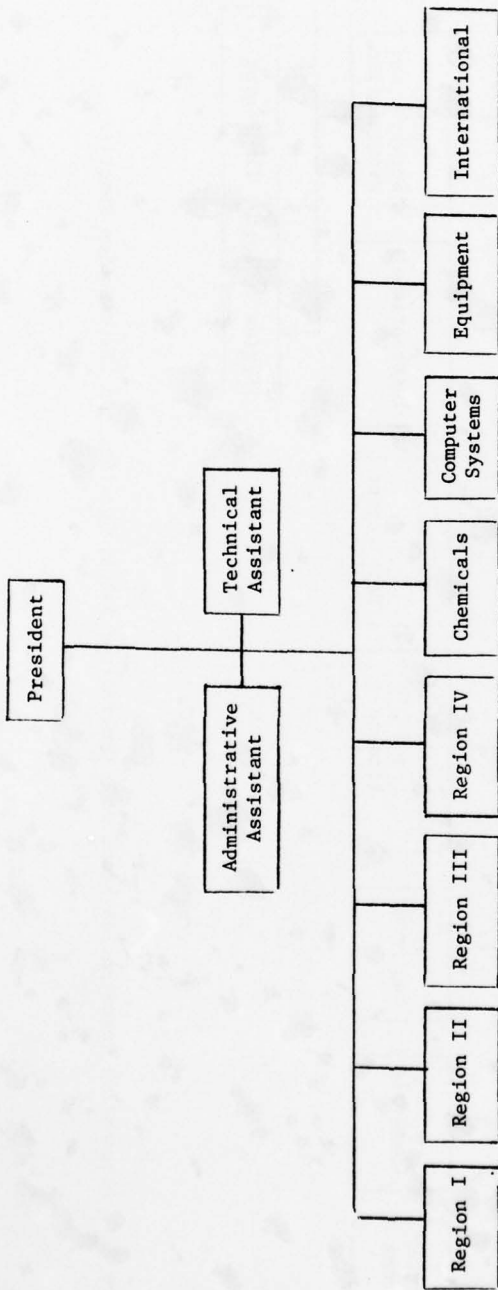 President
Administrative
Assistant
Technical
Assistant
Region I
Region II
Region III
Region IV
Chemicals
Computer
Systems
Equipment
International